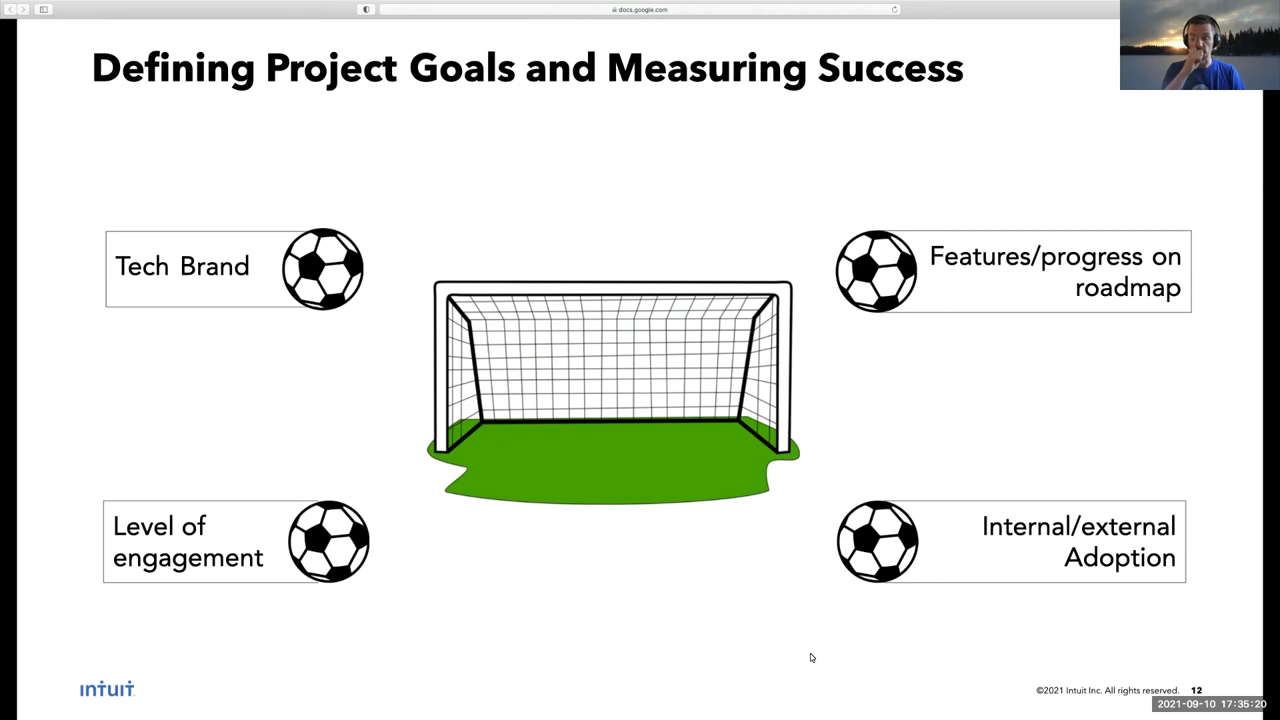 docs.google.com
Defining Project Goals and Measuring Success
Tech Brand
Features/progress on
roadmap
Level of
engagement
Internal/external
Adoption
INTUIT
©2021 Intuit Inc. All rights reserved. 12
2021-09-10 17:35:20